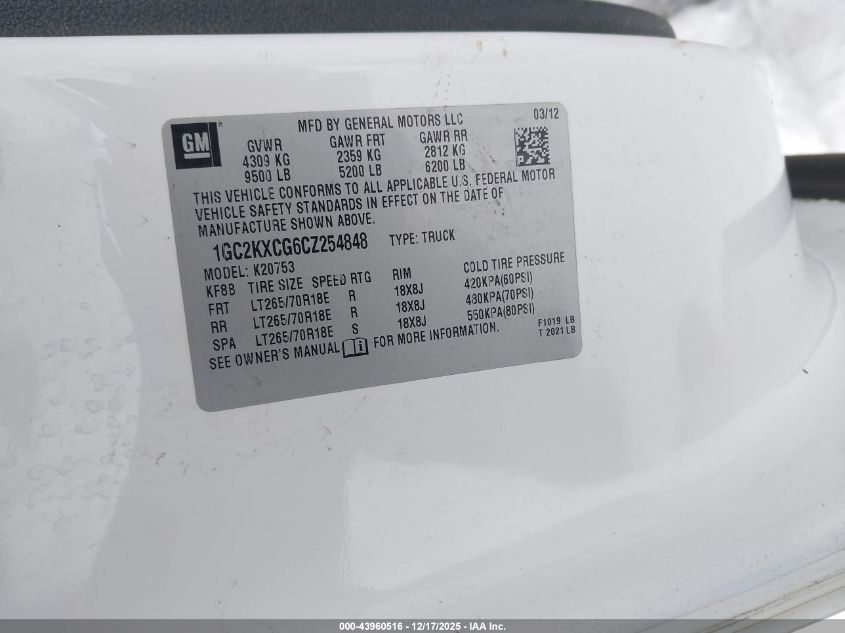 GM ®
MFD BY GENERAL MOTORS LLC 03/12
GVWR GAWR FRT GAWR RR
4309 KG 2359 KG 2812 KG
9500 LB 5200 LB 6200 LB
THIS VEHICLE CONFORMS TO ALL APPLICABLE U.S. FEDERAL MOTOR
VEHICLE SAFETY STANDARDS IN EFFECT ON THE DATE OF
MANUFACTURE SHOWN ABOVE.
1GC2KXCG6CZ254848 TYPE: TRUCK
MODEL: K20753
KF8B TIRE SIZE SPEED RTG RIM COLD TIRE PRESSURE
FRT LT265/70R18E R 18X8J 420KPA(60PSI)
RR LT265/70R18E R 18X8J 480KPA(70PSI)
SPA LT265/70R18E S 18X8J 550KPA(80PSI)
SEE OWNER'S MANUAL FOR MORE INFORMATION.
F1019 LB
T 2021 LB
000-43960516 - 12/17/2025 - IAA Inc.